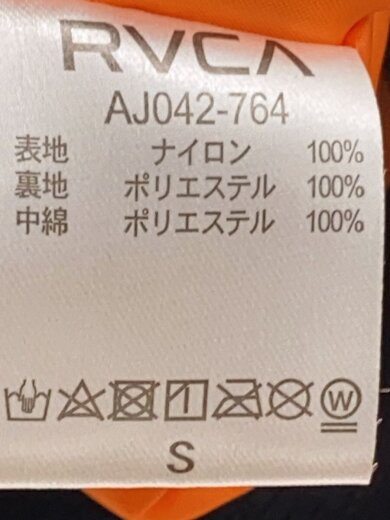 RVCA
AJ042-764
表地 ナイロン 100%
裏地 ポリエステル 100%
中綿 ポリエステル 100%
W
S